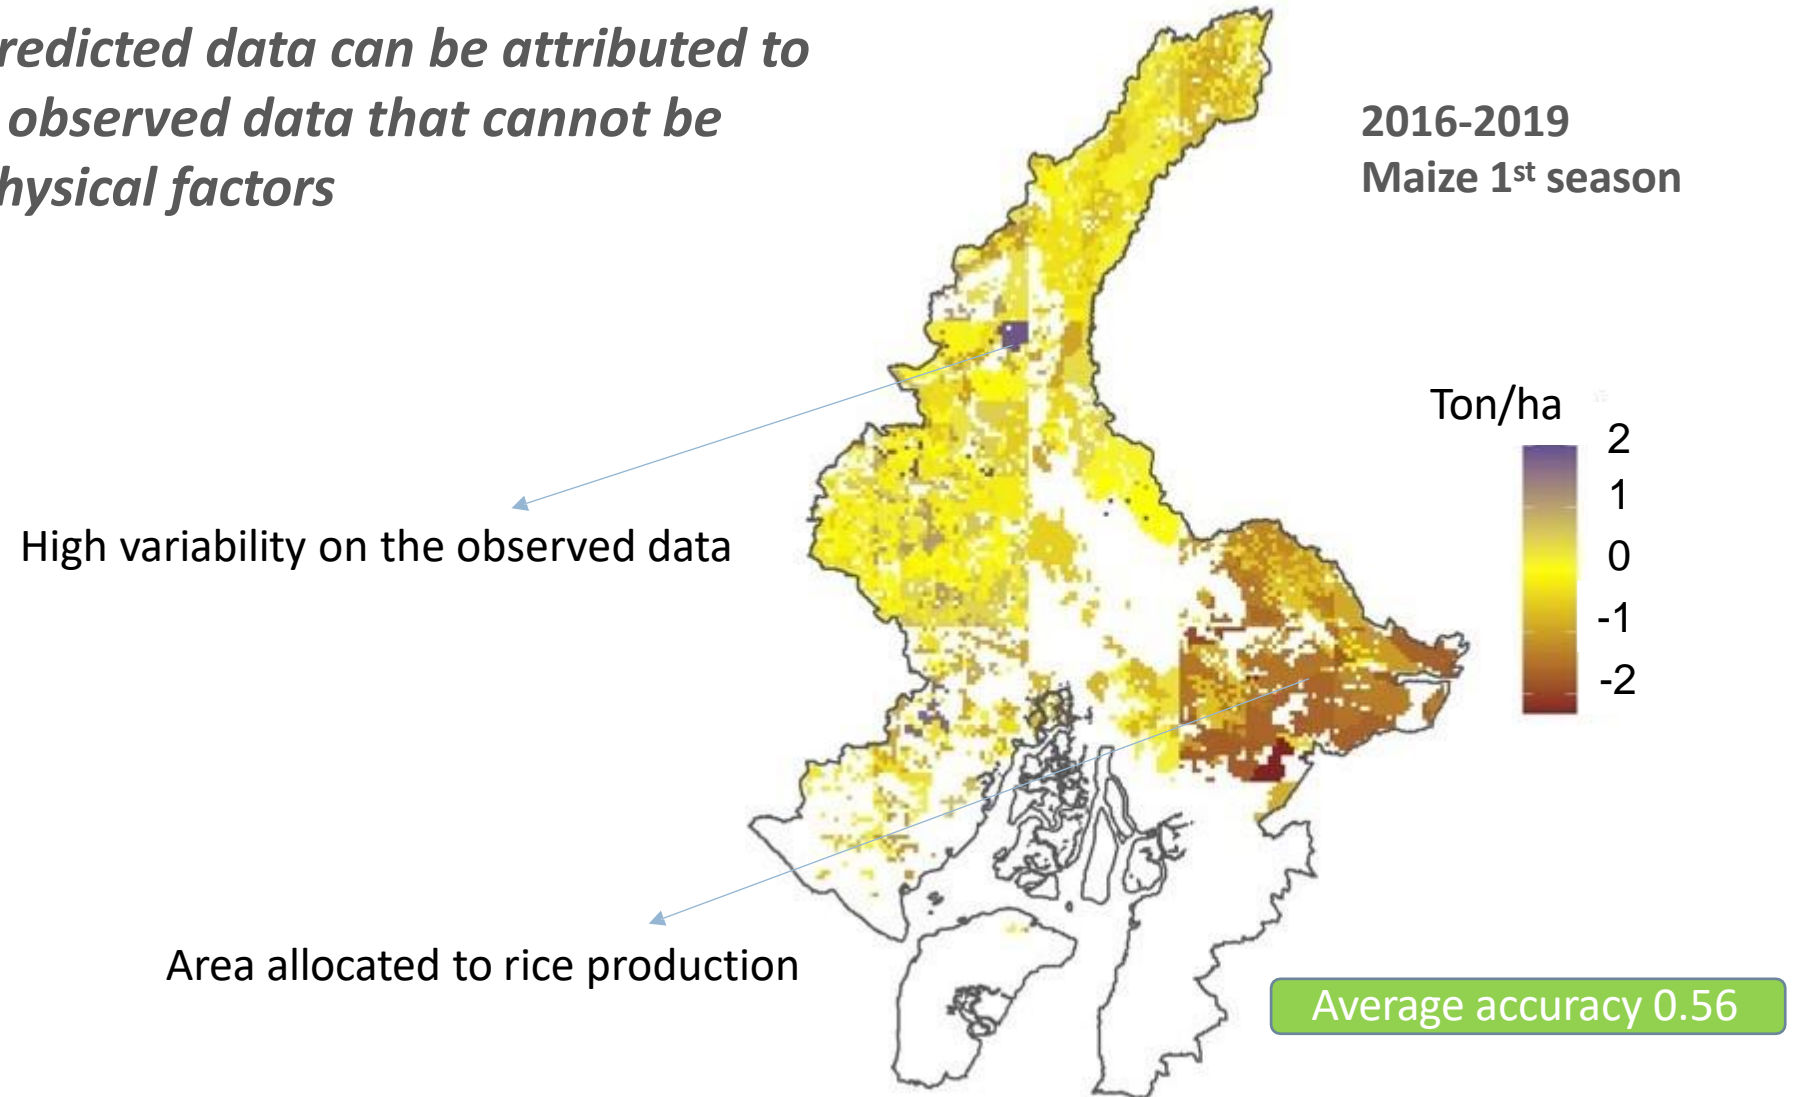 redicted data can be attributed to
observed data that cannot be
hysical factors
2016-2019
Maize 1st season
Ton/ha
2
1
0
-1
-2
High variability on the observed data
Area allocated to rice production
Average accuracy 0.56